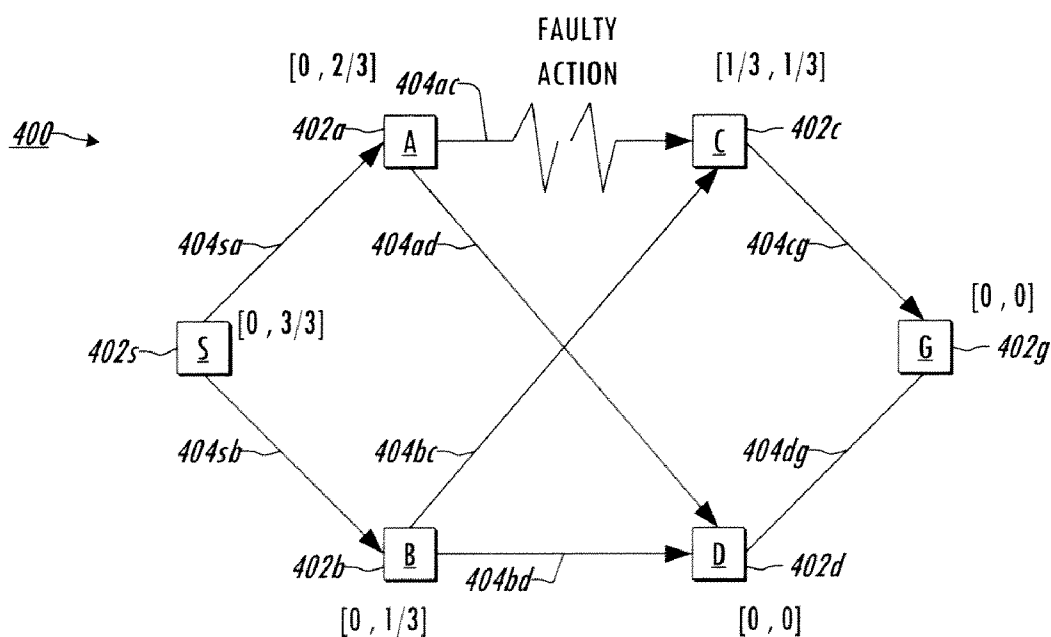 FAULTY
ACTION
[0 , 2/3]
404ac
[1/3 , 1/3]
400
402a
A
C
402c
404sa
404ad
404cg
[0 , 3/3]
[0 , 0]
402s
S
G
402g
404sb
404bc
404dg
402b
B
404bd
D
402d
[0 , 1/3]
[0 , 0]